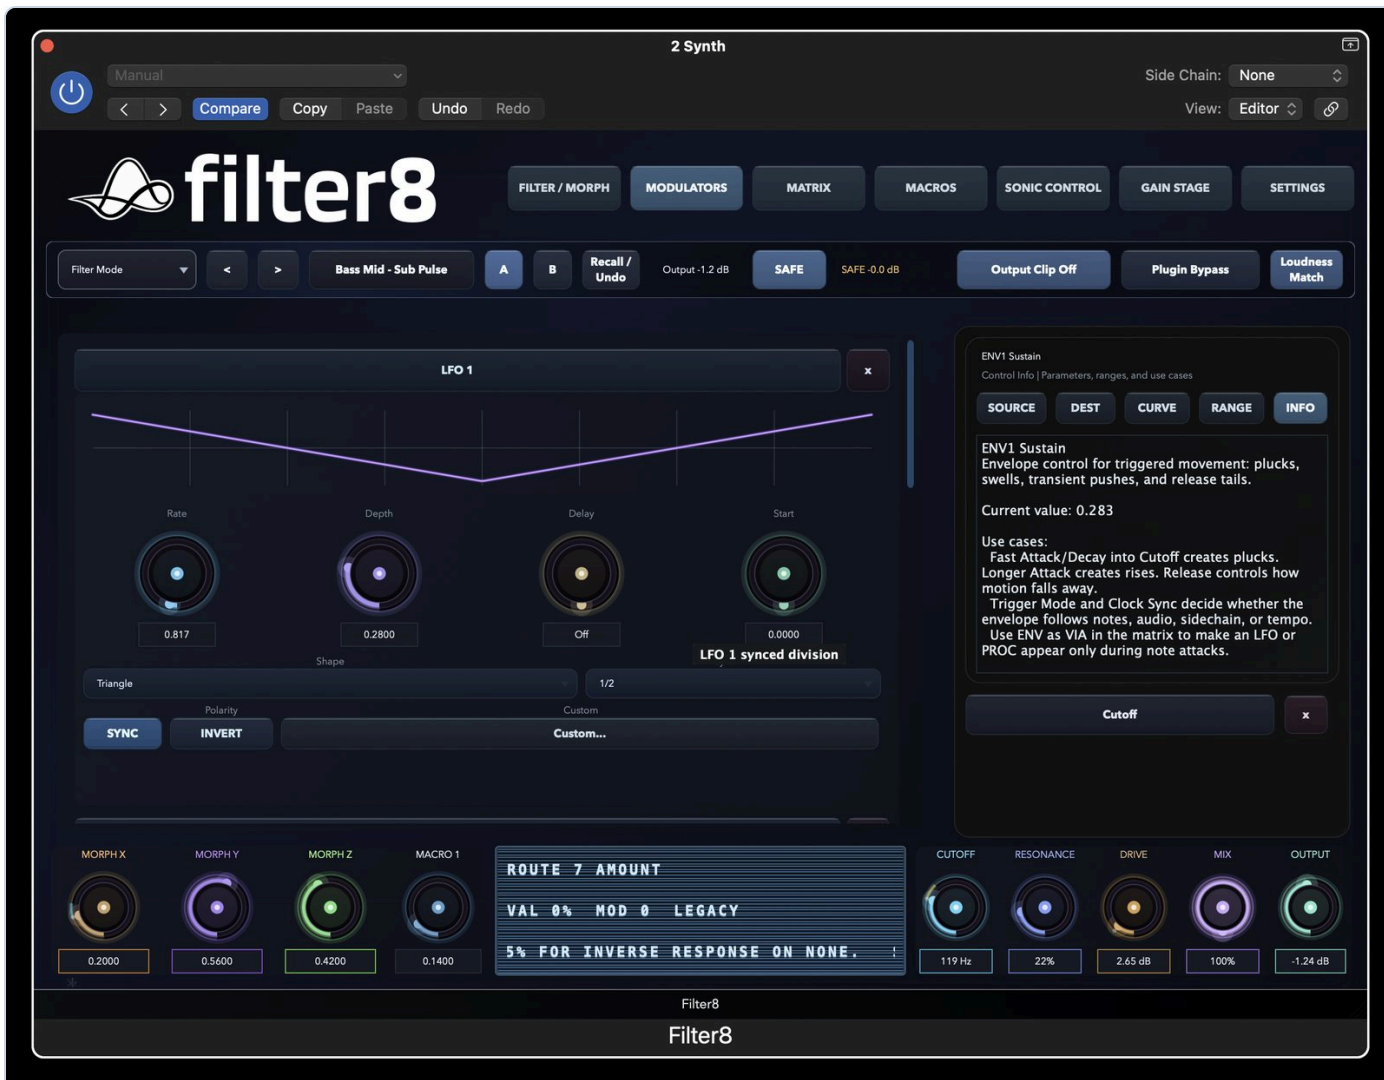 2 Synth
Manual
Side Chain: None
Compare Copy Paste Undo Redo
View: Editor
filter8
FILTER / MORPH MODULATORS MATRIX MACROS SONIC CONTROL GAIN STAGE SETTINGS
Filter Mode < > Bass Mid - Sub Pulse A B Recall / Undo Output -1.2 dB SAFE SAFE -0.0 dB Output Clip Off Plugin Bypass Loudness Match
LFO 1 x
Rate Depth Delay Start
0.817 0.2800 Off 0.0000
LFO 1 synced division
Shape
Triangle 1/2
Polarity Custom
SYNC INVERT Custom...
ENV1 Sustain
Control Info | Parameters, ranges, and use cases
SOURCE DEST CURVE RANGE INFO
ENV1 Sustain
Envelope control for triggered movement: plucks,
swells, transient pushes, and release tails.
Current value: 0.283
Use cases:
Fast Attack/Decay into Cutoff creates plucks.
Longer Attack creates rises. Release controls how
motion falls away.
Trigger Mode and Clock Sync decide whether the
envelope follows notes, audio, sidechain, or tempo.
Use ENV as VIA in the matrix to make an LFO or
PROC appear only during note attacks.
Cutoff x
MORPH X MORPH Y MORPH Z MACRO 1
0.2000 0.5600 0.4200 0.1400
ROUTE 7 AMOUNT
VAL 0% MOD 0 LEGACY
5% FOR INVERSE RESPONSE ON NONE.
CUTOFF RESONANCE DRIVE MIX OUTPUT
119 Hz 22% 2.65 dB 100% -1.24 dB
Filter8
Filter8